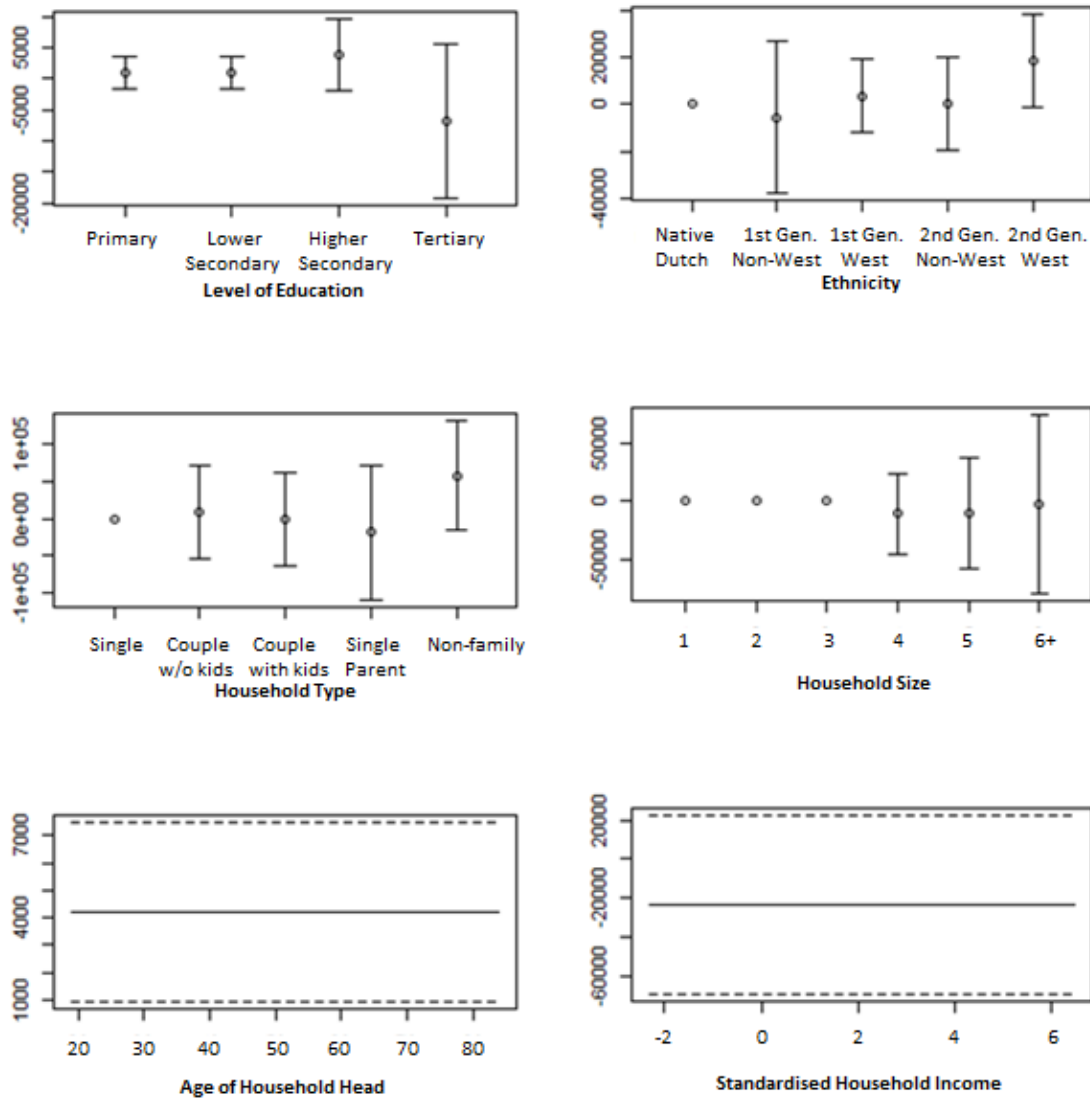 5000
-5000
-20000
Primary Lower Higher Tertiary
Secondary Secondary
Level of Education
20000
0
-40000
Native 1st Gen. 1st Gen. 2nd Gen. 2nd Gen.
Dutch Non-West West Non-West West
Ethnicity
1e+05
0e+00
-1e+05
Single Couple Couple Single Non-family
w/o kids with kids Parent
Household Type
50000
0
-50000
1 2 3 4 5 6+
Household Size
7000
4000
1000
20 30 40 50 60 70 80
Age of Household Head
20000
-20000
-60000
-2 0 2 4 6
Standardised Household Income